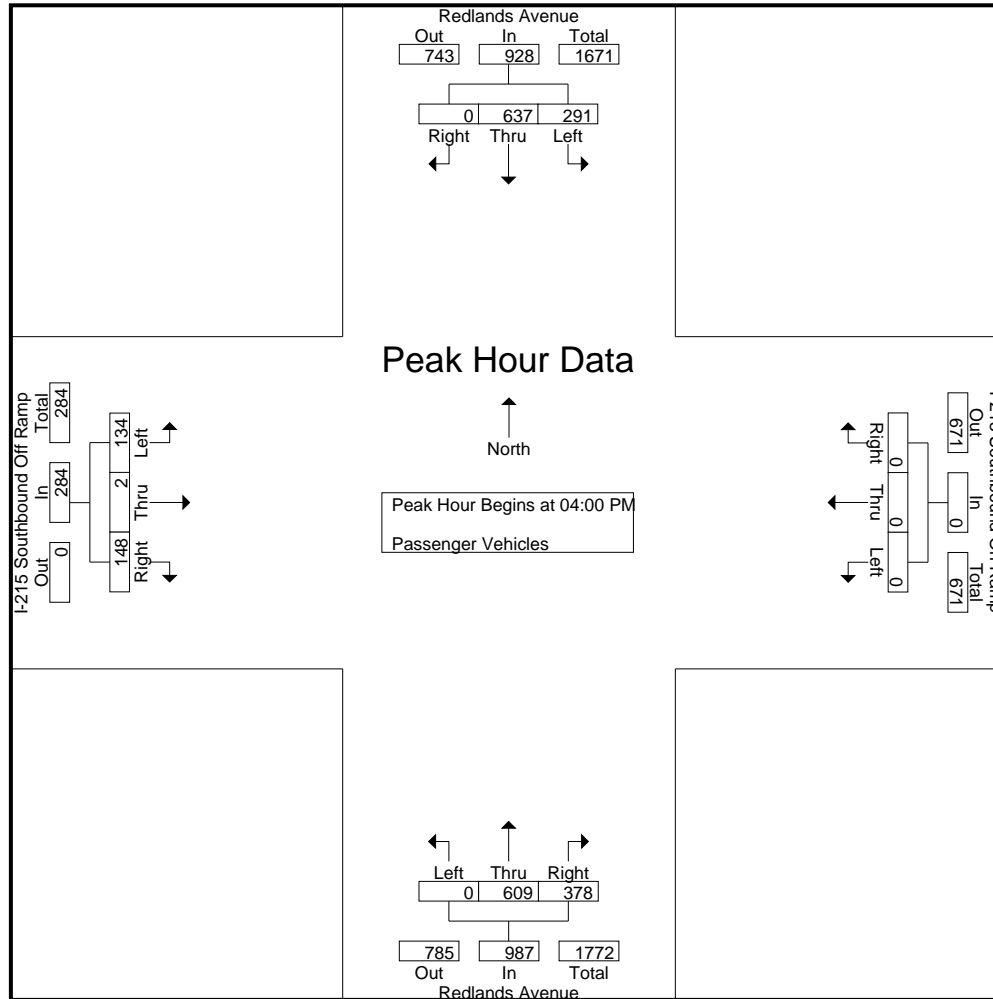 Redlands Avenue
Out In Total
743 928 1671
0 637 291
Right Thru Left
Peak Hour Data
North
Peak Hour Begins at 04:00 PM
Passenger Vehicles
I-215 Southbound Off Ramp
Total In Out
284 284 0
134 2 148
Left Thru Right
Out In Total
671 0 671
0 0 0
Right Thru Left
Left Thru Right
0 609 378
785 987 1772
Out In Total
Redlands Avenue